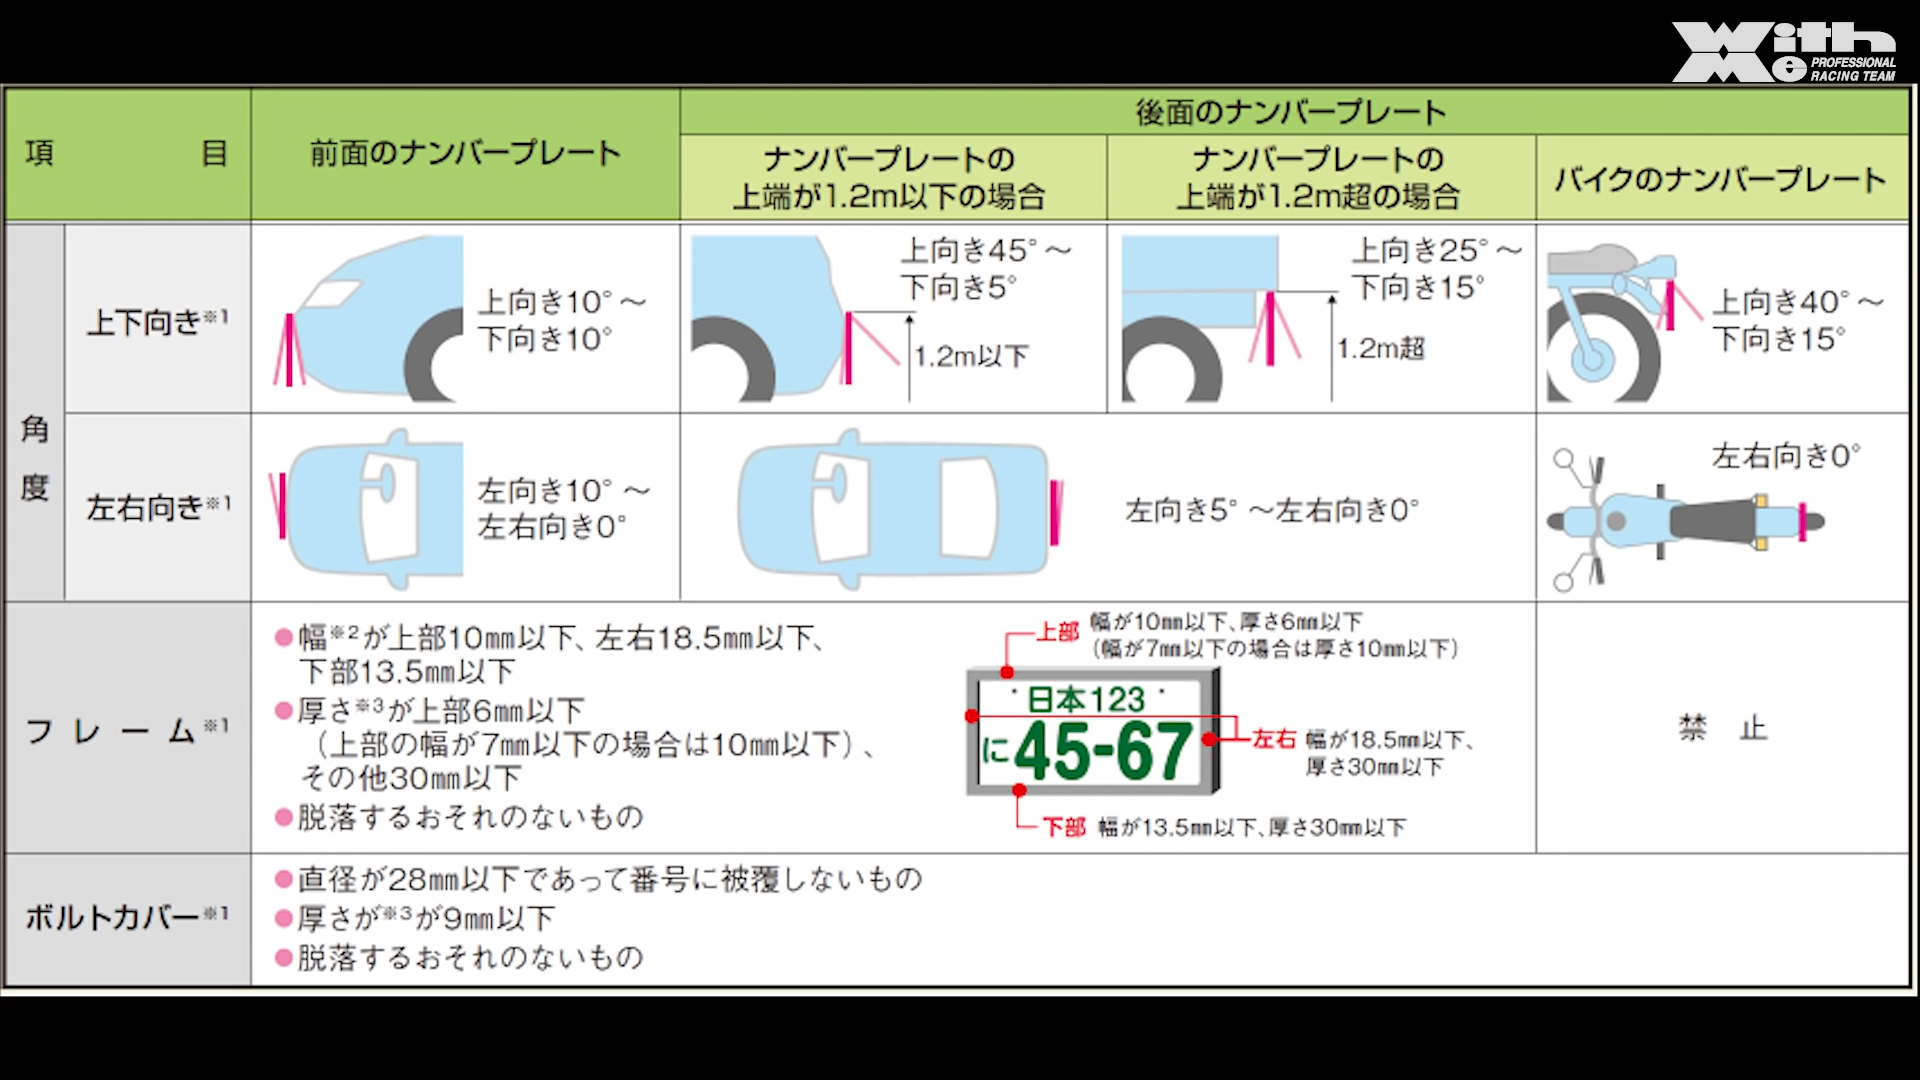 With Me PROFESSIONAL RACING TEAM
項 目
前面のナンバープレート
後面のナンバープレート
ナンバープレートの
上端が1.2m以下の場合
ナンバープレートの
上端が1.2m超の場合
バイクのナンバープレート
角度
上下向き※1
上向き10°~
下向き10°
上向き45°~
下向き5°
1.2m以下
上向き25°~
下向き15°
1.2m超
上向き40°~
下向き15°
左右向き※1
左向き10°~
左右向き0°
左向き5°~左右向き0°
左右向き0°
フレーム※1
●幅※2が上部10㎜以下、左右18.5㎜以下、
下部13.5㎜以下
●厚さ※3が上部6㎜以下
(上部の幅が7㎜以下の場合は10㎜以下)、
その他30㎜以下
●脱落するおそれのないもの
上部 幅が10㎜以下、厚さ6㎜以下
(幅が7㎜以下の場合は厚さ10㎜以下)
日本123
に45-67
左右 幅が18.5㎜以下、
厚さ30㎜以下
下部 幅が13.5㎜以下、厚さ30㎜以下
禁 止
ボルトカバー※1
●直径が28㎜以下であって番号に被覆しないもの
●厚さが※3が9㎜以下
●脱落するおそれのないもの